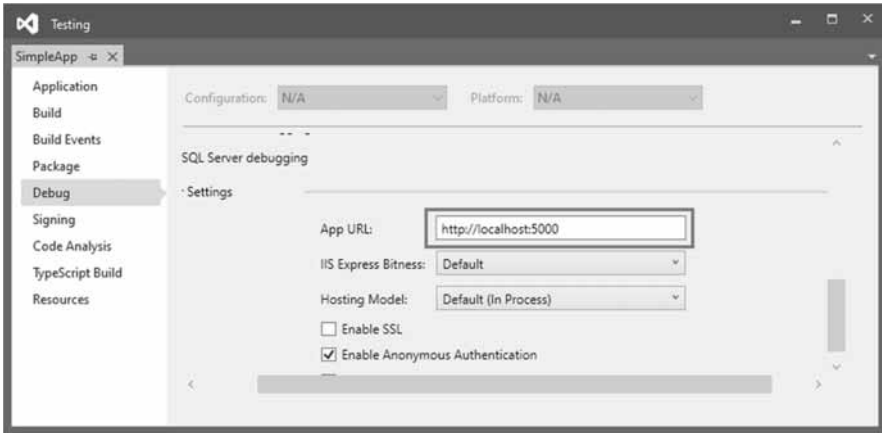 Testing
SimpleApp
Application
Build
Build Events
Package
Debug
Signing
Code Analysis
TypeScript Build
Resources
Configuration: N/A Platform: N/A
SQL Server debugging
Settings
App URL: http://localhost:5000
IIS Express Bitness: Default
Hosting Model: Default (In Process)
Enable SSL
Enable Anonymous Authentication